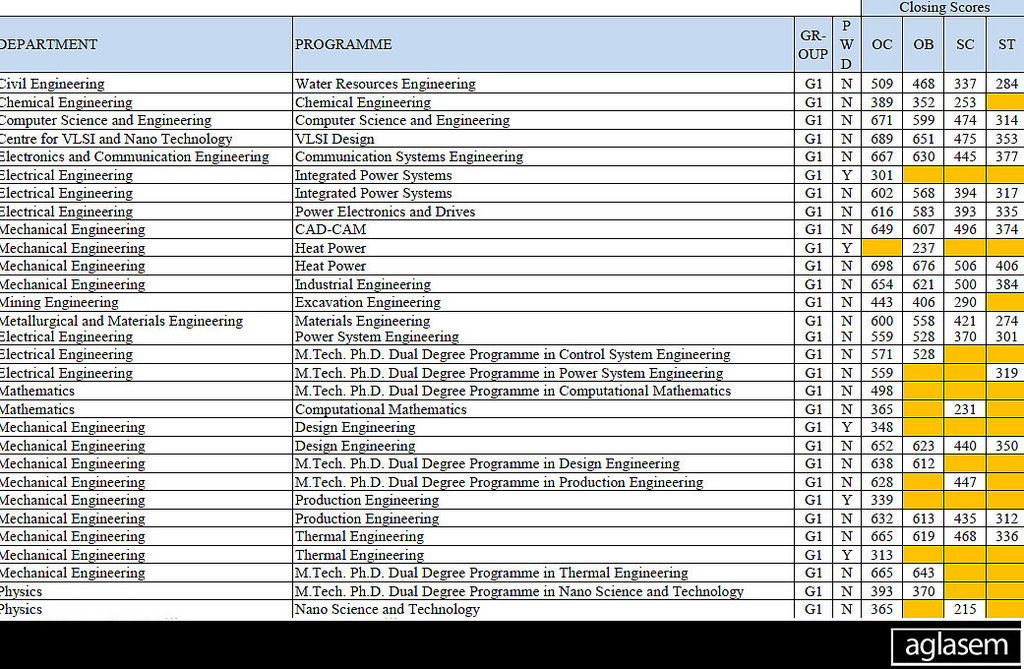 Closing Scores
DEPARTMENT PROGRAMME GR-OUP PWD OC OB SC ST
Civil Engineering Water Resources Engineering G1 N 509 468 337 284
Chemical Engineering Chemical Engineering G1 N 389 352 253
Computer Science and Engineering Computer Science and Engineering G1 N 671 599 474 314
Centre for VLSI and Nano Technology VLSI Design G1 N 689 651 475 353
Electronics and Communication Engineering Communication Systems Engineering G1 N 667 630 445 377
Electrical Engineering Integrated Power Systems G1 Y 301
Electrical Engineering Integrated Power Systems G1 N 602 568 394 317
Electrical Engineering Power Electronics and Drives G1 N 616 583 393 335
Mechanical Engineering CAD-CAM G1 N 649 607 496 374
Mechanical Engineering Heat Power G1 Y 237
Mechanical Engineering Heat Power G1 N 698 676 506 406
Mechanical Engineering Industrial Engineering G1 N 654 621 500 384
Mining Engineering Excavation Engineering G1 N 443 406 290
Metallurgical and Materials Engineering Materials Engineering G1 N 600 558 421 274
Electrical Engineering Power System Engineering G1 N 559 528 370 301
Electrical Engineering M.Tech. Ph.D. Dual Degree Programme in Control System Engineering G1 N 571 528
Electrical Engineering M.Tech. Ph.D. Dual Degree Programme in Power System Engineering G1 N 559 319
Mathematics M.Tech. Ph.D. Dual Degree Programme in Computational Mathematics G1 N 498
Mathematics Computational Mathematics G1 N 365 231
Mechanical Engineering Design Engineering G1 Y 348
Mechanical Engineering Design Engineering G1 N 652 623 440 350
Mechanical Engineering M.Tech. Ph.D. Dual Degree Programme in Design Engineering G1 N 638 612
Mechanical Engineering M.Tech. Ph.D. Dual Degree Programme in Production Engineering G1 N 628 447
Mechanical Engineering Production Engineering G1 Y 339
Mechanical Engineering Production Engineering G1 N 632 613 435 312
Mechanical Engineering Thermal Engineering G1 N 665 619 468 336
Mechanical Engineering Thermal Engineering G1 Y 313
Mechanical Engineering M.Tech. Ph.D. Dual Degree Programme in Thermal Engineering G1 N 665 643
Physics M.Tech. Ph.D. Dual Degree Programme in Nano Science and Technology G1 N 393 370
Physics Nano Science and Technology G1 N 365 215
aglasem